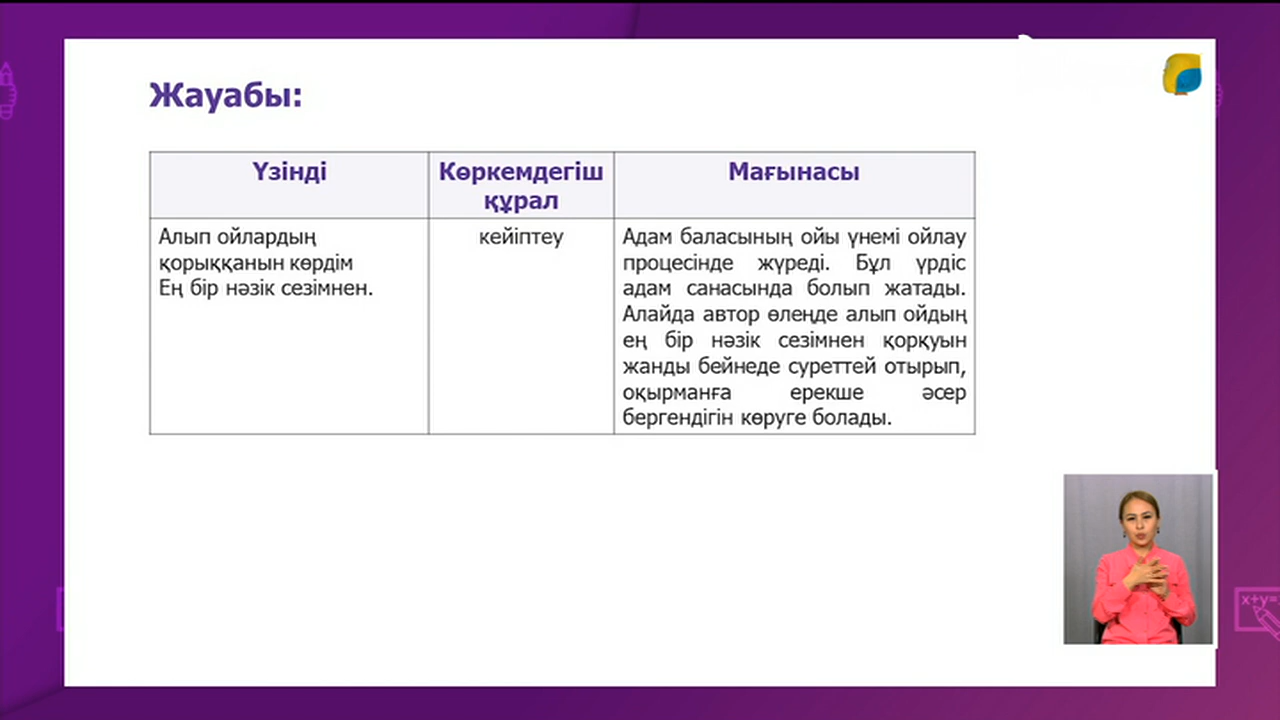 Жауабы:
Үзінді
Көркемдегіш
құрал
Мағынасы
Алып ойлардың
қорыққанын көрдім
Ең бір нәзік сезімнен.
кейіптеу
Адам баласының ойы үнемі ойлау
процесінде жүреді. Бұл үрдіс
адам санасында болып жатады.
Алайда автор өлеңде алып ойдың
ең бір нәзік сезімнен қорқуын
жанды бейнеде суреттей отырып,
оқырманға ерекше әсер
бергендігін көруге болады.
x+y=